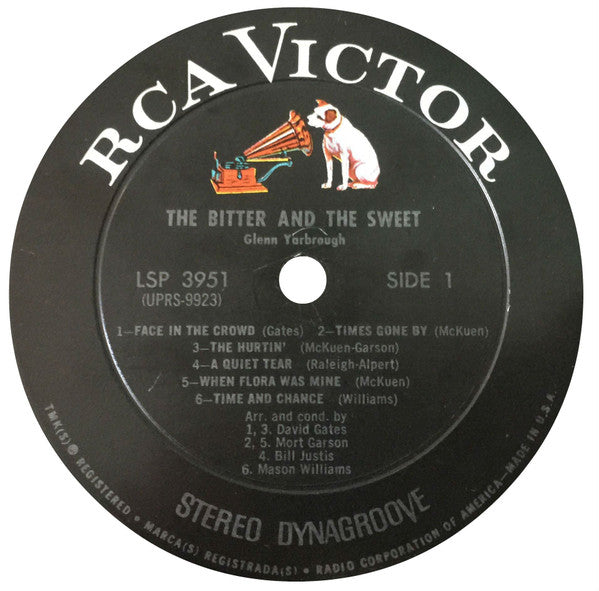 RCA VICTOR
THE BITTER AND THE SWEET
Glenn Yarbrough
LSP 3951
(UPRS-9923)
SIDE 1
1—FACE IN THE CROWD (Gates) 2—TIMES GONE BY (McKuen)
3—THE HURTIN' (McKuen-Garson)
4—A QUIET TEAR (Raleigh-Alpert)
5—WHEN FLORA WAS MINE (McKuen)
6—TIME AND CHANCE (Williams)
Arr. and cond. by
1, 3. David Gates
2, 5. Mort Garson
4. Bill Justis
6. Mason Williams
STEREO DYNAGROOVE
TMK(S) ® REGISTERED • MARCA(S) REGISTRADA(S) • RADIO CORPORATION OF AMERICA—MADE IN U.S.A.